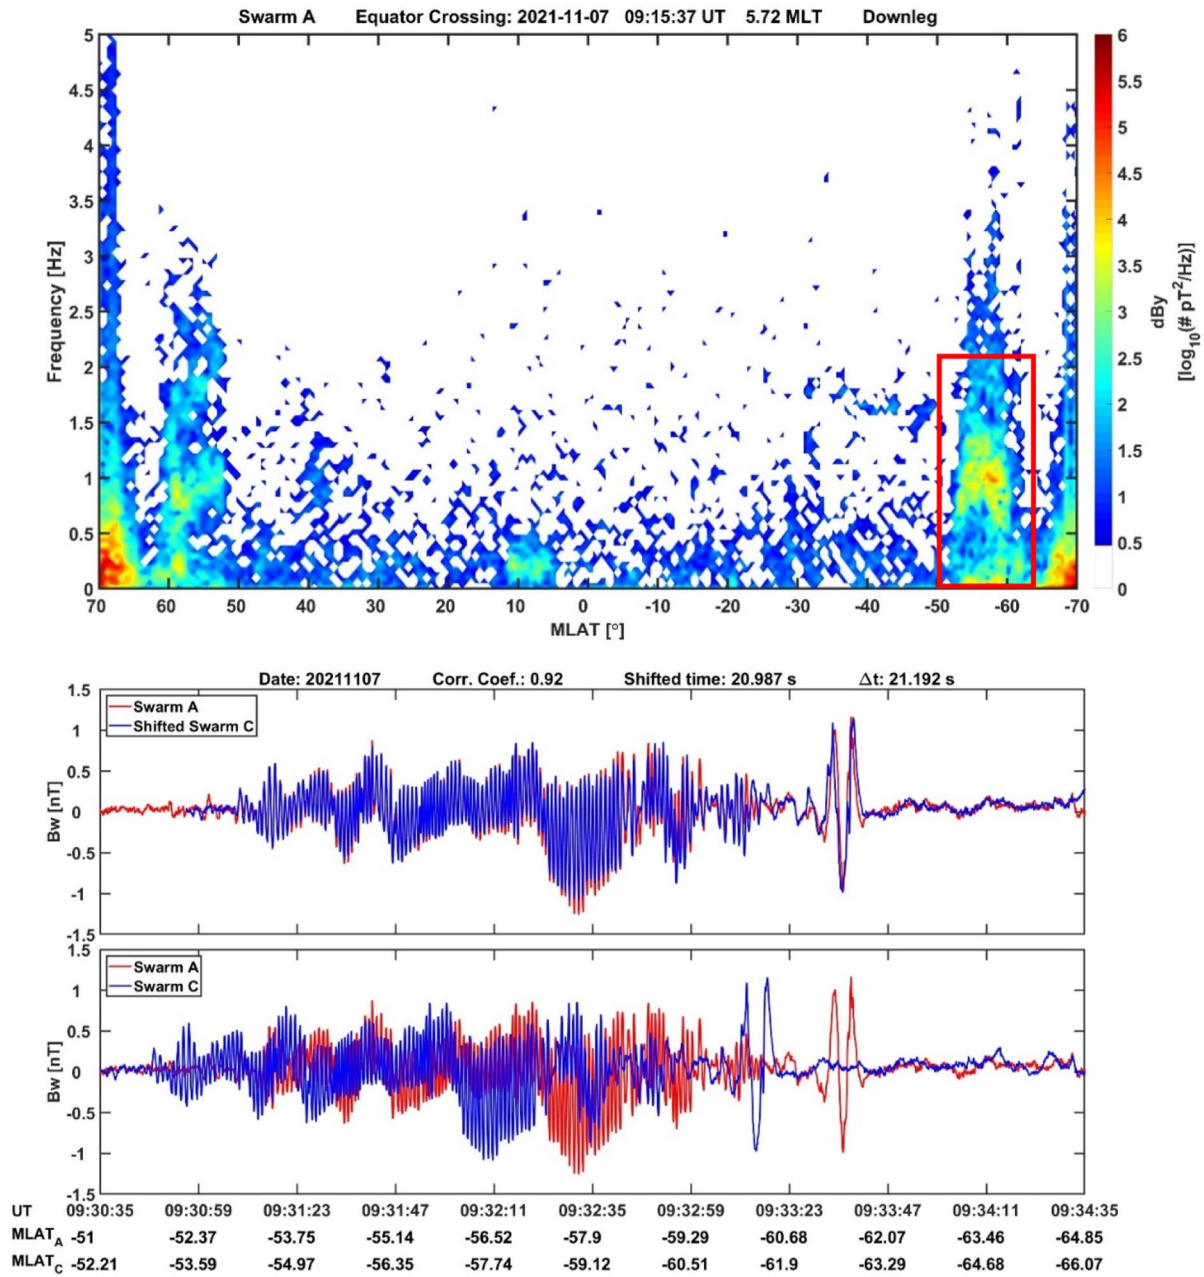 Swarm A Equator Crossing: 2021-11-07 09:15:37 UT 5.72 MLT Downleg
5
4.5
4
3.5
3
2.5
2
1.5
1
0.5
0
Frequency [Hz]
70 60 50 40 30 20 10 0 -10 -20 -30 -40 -50 -60 -70
MLAT [°]
6
5.5
5
4.5
4
3.5
3
2.5
2
1.5
1
0.5
0
dBy
[log10(# pT2/Hz)]
Date: 20211107 Corr. Coef.: 0.92 Shifted time: 20.987 s Δt: 21.192 s
1.5
1
0.5
0
-0.5
-1
-1.5
Bw [nT]
Swarm A
Shifted Swarm C
1.5
1
0.5
0
-0.5
-1
-1.5
Bw [nT]
Swarm A
Swarm C
UT 09:30:35 09:30:59 09:31:23 09:31:47 09:32:11 09:32:35 09:32:59 09:33:23 09:33:47 09:34:11 09:34:35
MLATA -51 -52.37 -53.75 -55.14 -56.52 -57.9 -59.29 -60.68 -62.07 -63.46 -64.85
MLATC -52.21 -53.59 -54.97 -56.35 -57.74 -59.12 -60.51 -61.9 -63.29 -64.68 -66.07